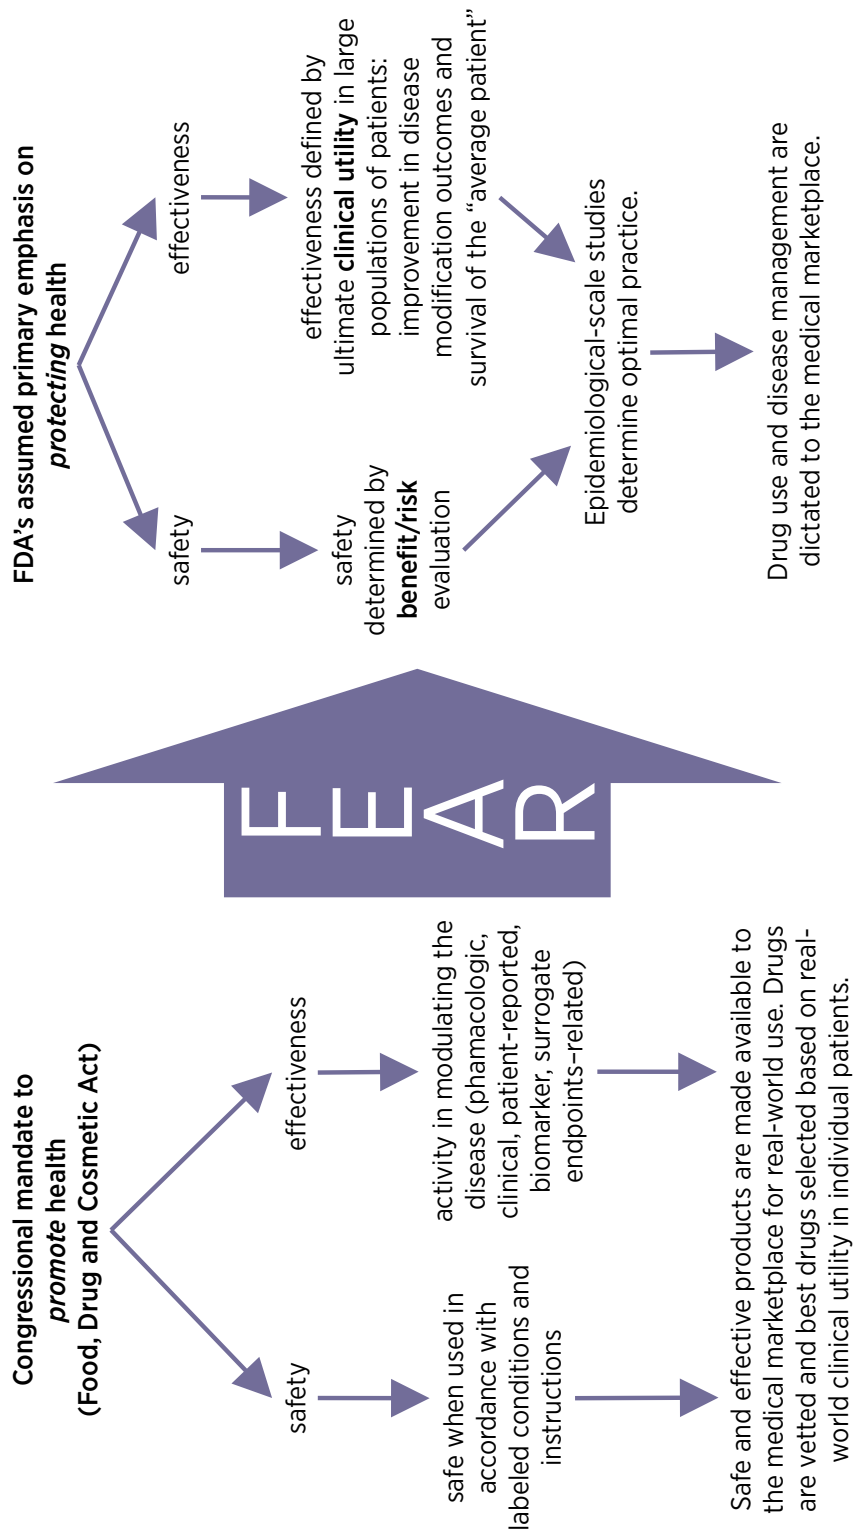 Congressional mandate to
promote health
(Food, Drug and Cosmetic Act)
safety
effectiveness
safe when used in
accordance with
labeled conditions and
instructions
activity in modulating the
disease (phamacologic,
clinical, patient-reported,
biomarker, surrogate
endpoints–related)
Safe and effective products are made available to
the medical marketplace for real-world use. Drugs
are vetted and best drugs selected based on real-
world clinical utility in individual patients.
F
E
A
R
FDA’s assumed primary emphasis on
protecting health
safety
effectiveness
safety
determined by
benefit/risk
evaluation
effectiveness defined by
ultimate clinical utility in large
populations of patients:
improvement in disease
modification outcomes and
survival of the “average patient”
Epidemiological-scale studies
determine optimal practice.
Drug use and disease management are
dictated to the medical marketplace.